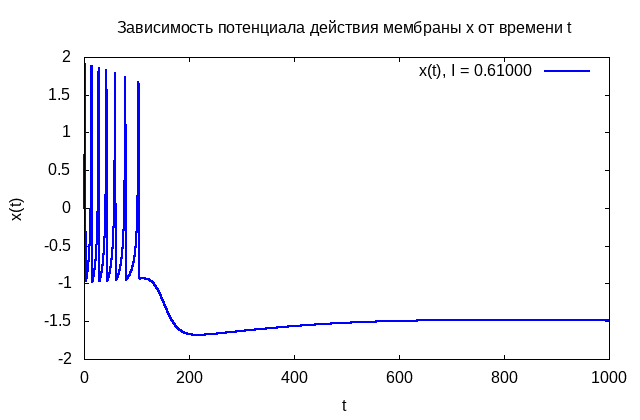 Зависимость потенциала действия мембраны x от времени t
x(t), I = 0.61000
2
1.5
1
0.5
0
-0.5
-1
-1.5
-2
x(t)
0 200 400 600 800 1000
t